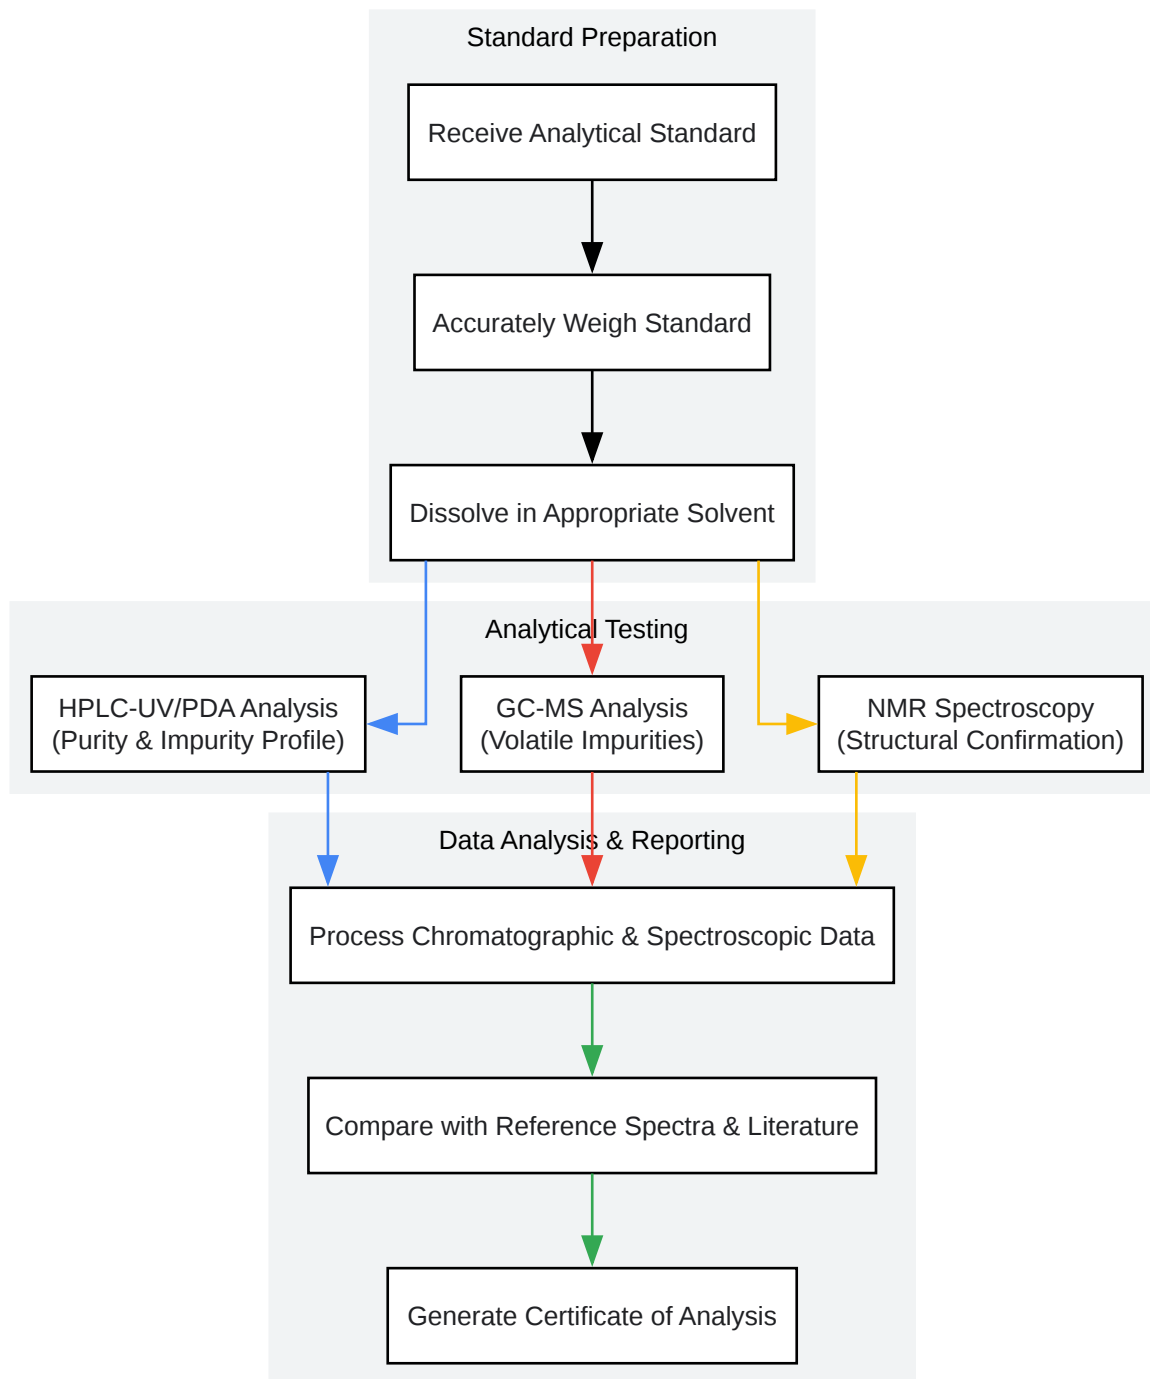 Standard Preparation
Receive Analytical Standard
Accurately Weigh Standard
Dissolve in Appropriate Solvent
Analytical Testing
HPLC-UV/PDA Analysis
(Purity & Impurity Profile)
GC-MS Analysis
(Volatile Impurities)
NMR Spectroscopy
(Structural Confirmation)
Data Analysis & Reporting
Process Chromatographic & Spectroscopic Data
Compare with Reference Spectra & Literature
Generate Certificate of Analysis